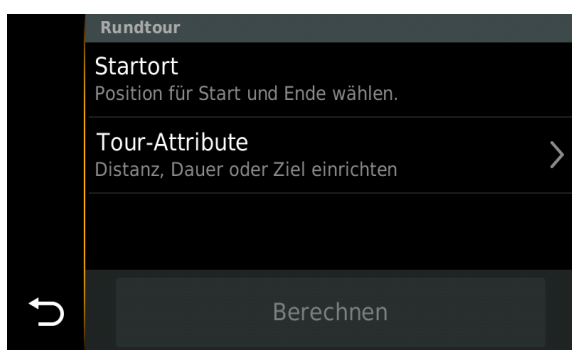 Rundtour
Startort
Position für Start und Ende wählen.
Tour-Attribute
Distanz, Dauer oder Ziel einrichten
Berechnen